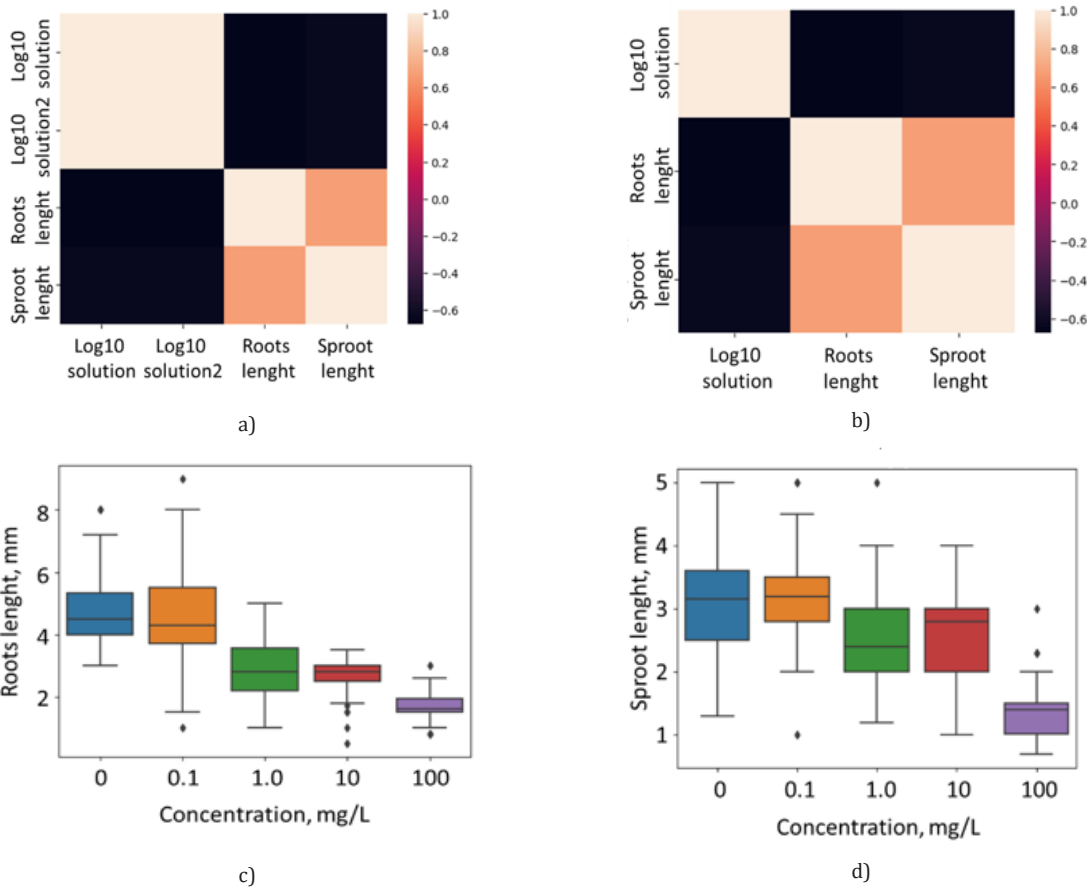 Log10
solution
Log10
solution2
Roots
lenght
Sproot
lenght
1.0
0.8
0.6
0.4
0.2
0.0
−0.2
−0.4
−0.6
Log10
solution
Log10
solution2
Roots
lenght
Sproot
lenght
a)
Log10
solution
Roots
lenght
Sproot
lenght
1.0
0.8
0.6
0.4
0.2
0.0
−0.2
−0.4
−0.6
Log10
solution
Roots
lenght
Sproot
lenght
b)
Roots lenght, mm
8
6
4
2
0 0.1 1.0 10 100
Concentration, mg/L
c)
Sproot lenght, mm
5
4
3
2
1
0 0.1 1.0 10 100
Concentration, mg/L
d)